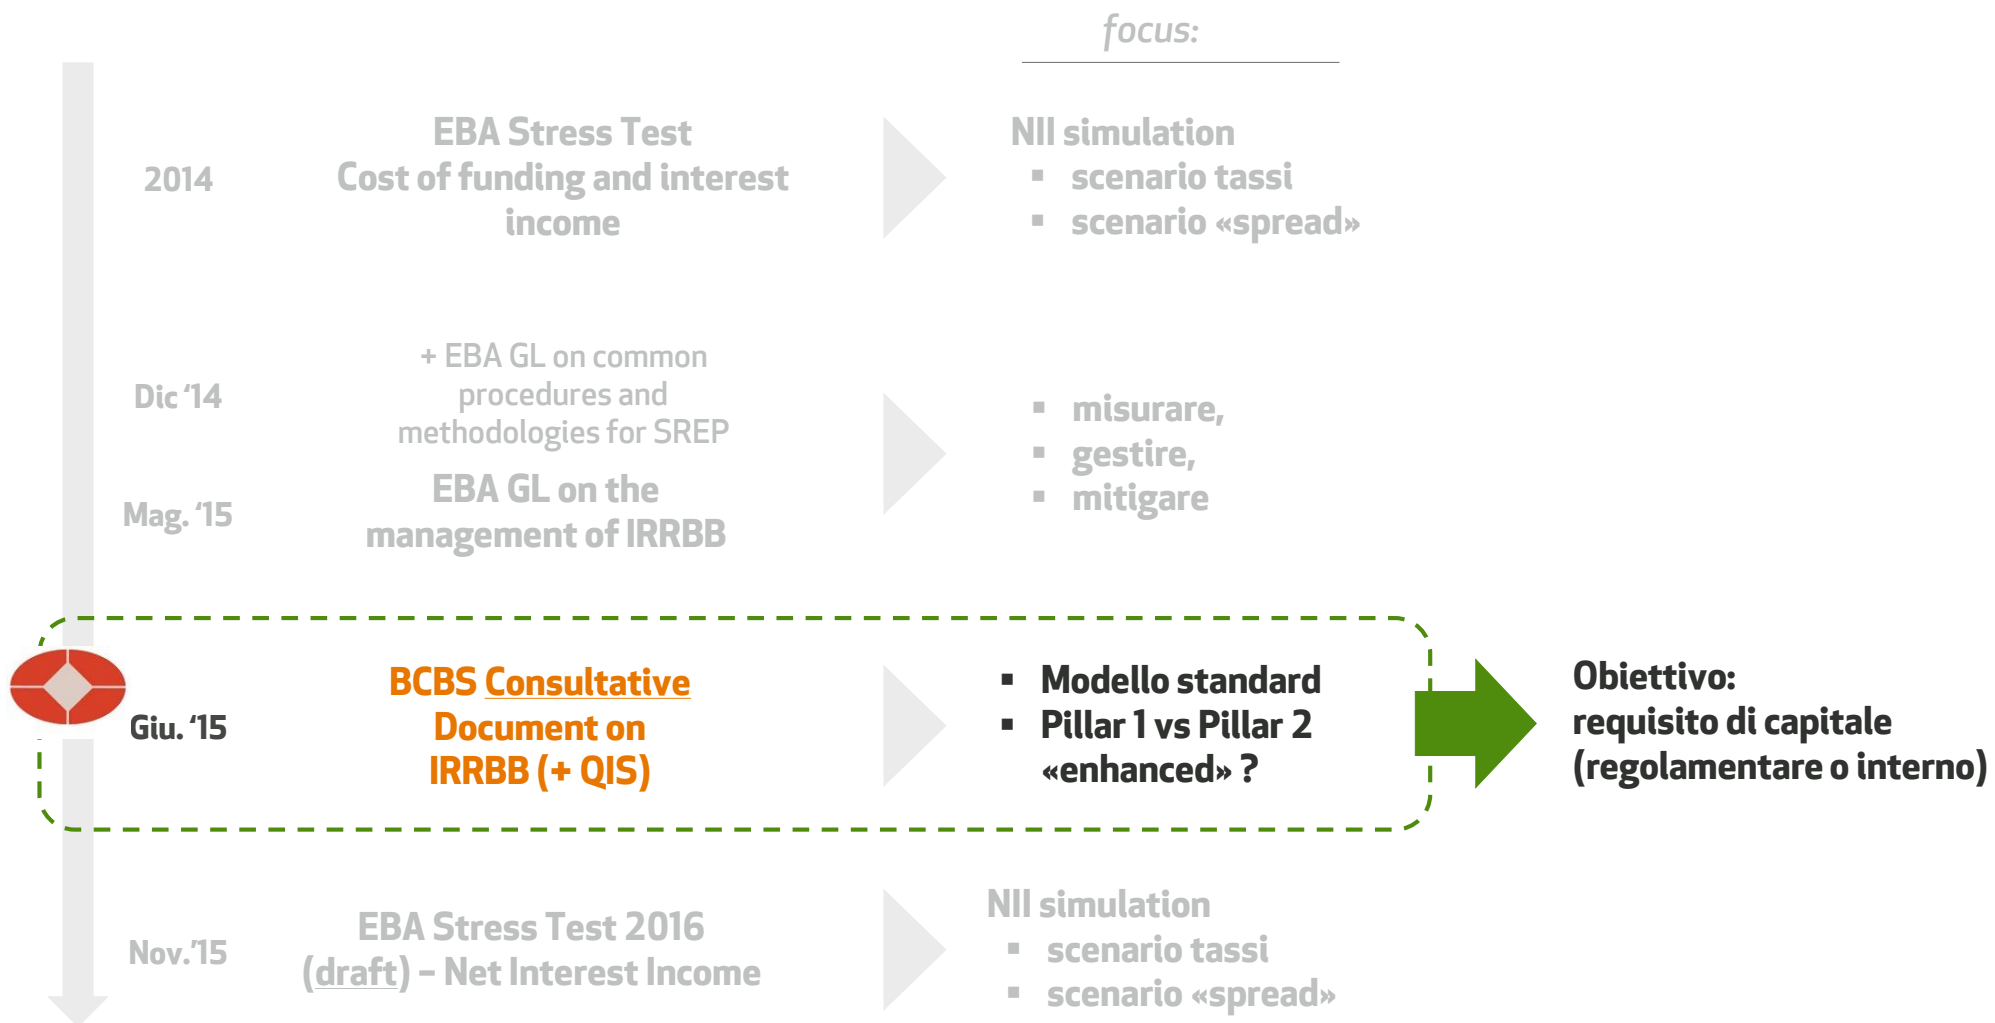 focus:
2014
EBA Stress Test
Cost of funding and interest
income
NII simulation
▪ scenario tassi
▪ scenario «spread»
Dic ‘14
+ EBA GL on common
procedures and
methodologies for SREP
Mag. ‘15
EBA GL on the
management of IRRBB
▪ misurare,
▪ gestire,
▪ mitigare
Giu. ‘15
BCBS Consultative
Document on
IRRBB (+ QIS)
▪ Modello standard
▪ Pillar 1 vs Pillar 2
«enhanced» ?
Obiettivo:
requisito di capitale
(regolamentare o interno)
Nov.’15
EBA Stress Test 2016
(draft) – Net Interest Income
NII simulation
▪ scenario tassi
▪ scenario «spread»